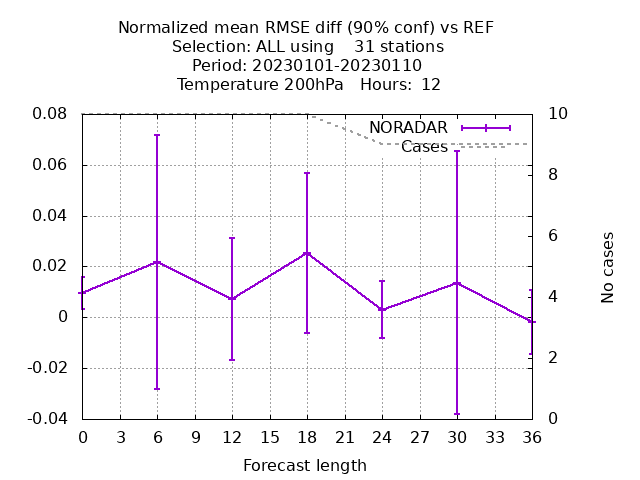 Normalized mean RMSE diff (90% conf) vs REF
Selection: ALL using    31 stations
Period: 20230101-20230110
Temperature 200hPa   Hours:  12
0.08
0.06
0.04
0.02
0
-0.02
-0.04
10
8
6
4
2
0
NORADAR
Cases
No cases
0 3 6 9 12 15 18 21 24 27 30 33 36
Forecast length